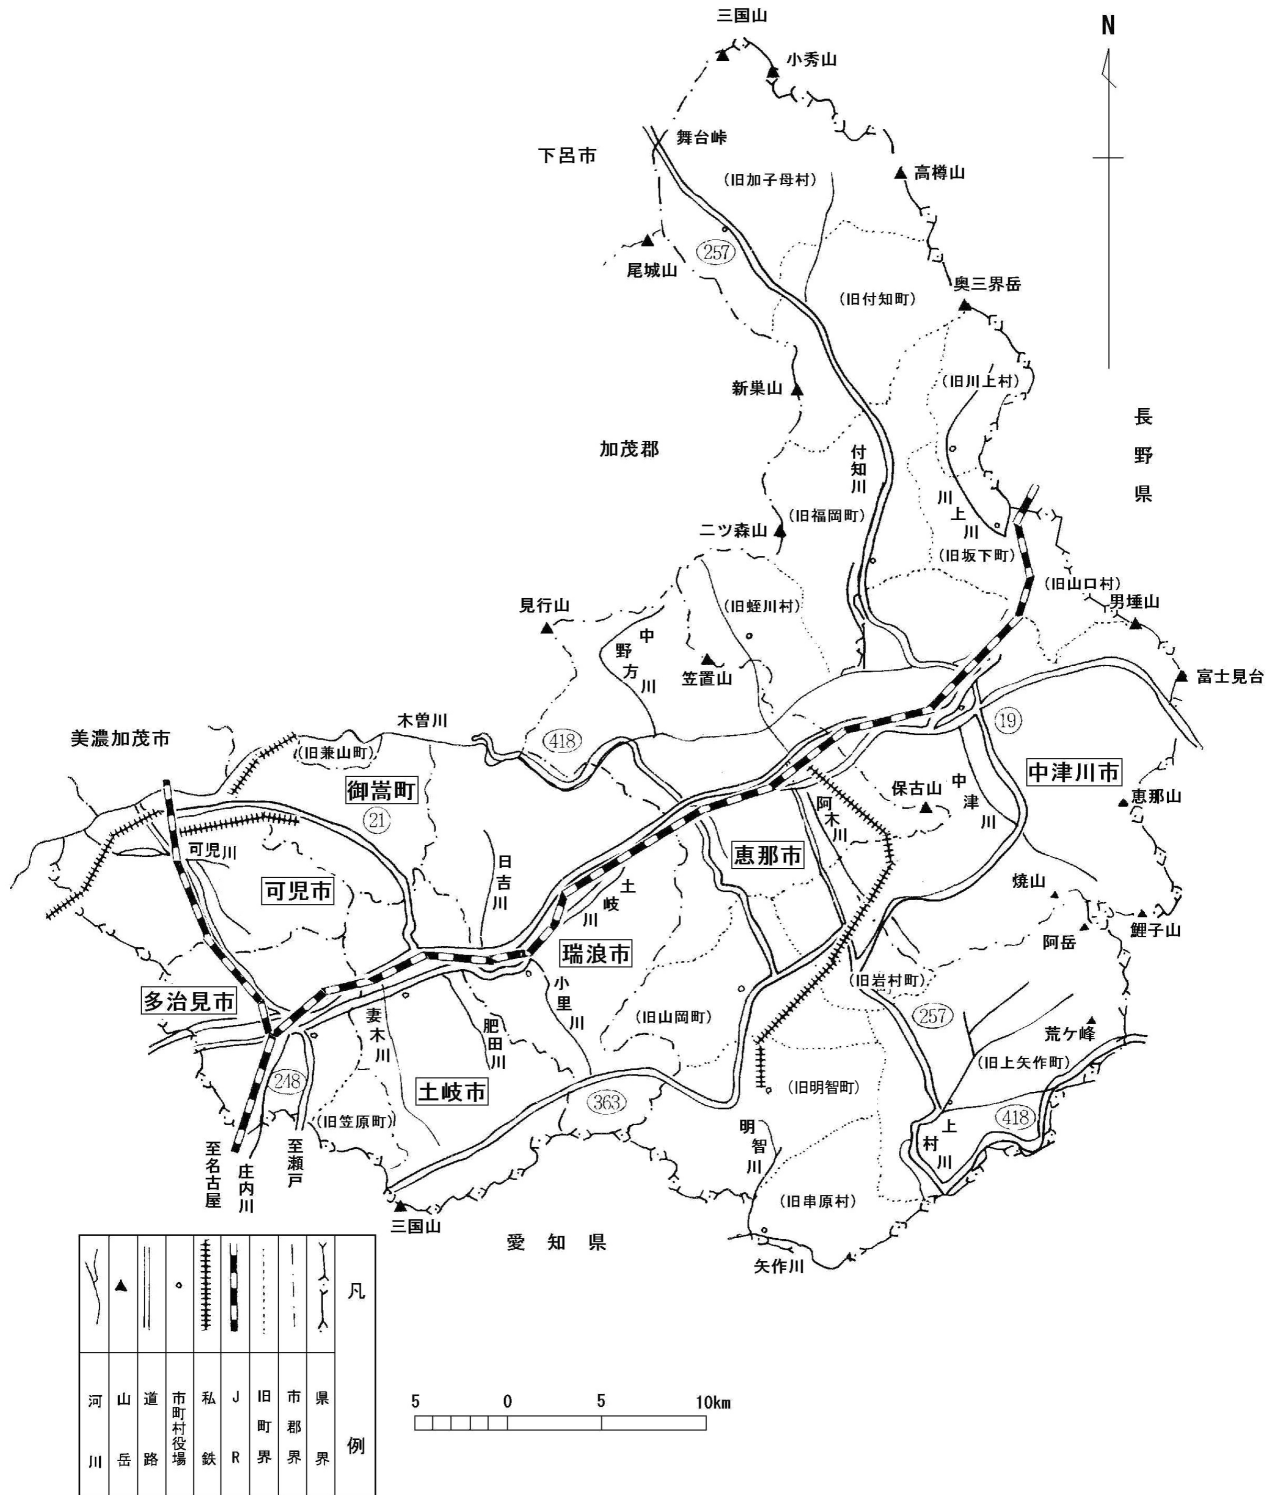 三国山
N
小秀山
舞台峠
下呂市
高樽山
(旧加子母村)
257
尾城山
奥三界岳
(旧付知町)
(旧川上村)
新巣山
長野県
加茂郡
付知川
川上川
(旧福岡町)
二ツ森山
(旧坂下町)
(旧山口村)
男埵山
見行山
(旧蛭川村)
中野方川
笠置山
富士見台
木曽川
美濃加茂市
418
19
(旧兼山町)
御嵩町
中津川市
保古山
中津川
恵那山
21
阿木川
可児川
恵那市
日吉川
可児市
土岐川
焼山
鯉子山
阿岳
瑞浪市
多治見市
小里川
(旧岩村町)
妻木川
肥田川
(旧山岡町)
257
荒ケ峰
(旧上矢作町)
248
土岐市
363
(旧明智町)
418
(旧笠原町)
上村川
明智川
至名古屋
庄内川
至瀬戸
(旧串原村)
三国山
愛知県
矢作川
凡例
県界
市郡界
旧町界
JR
私鉄
市町村役場
道路
山岳
河川
5 0 5 10km